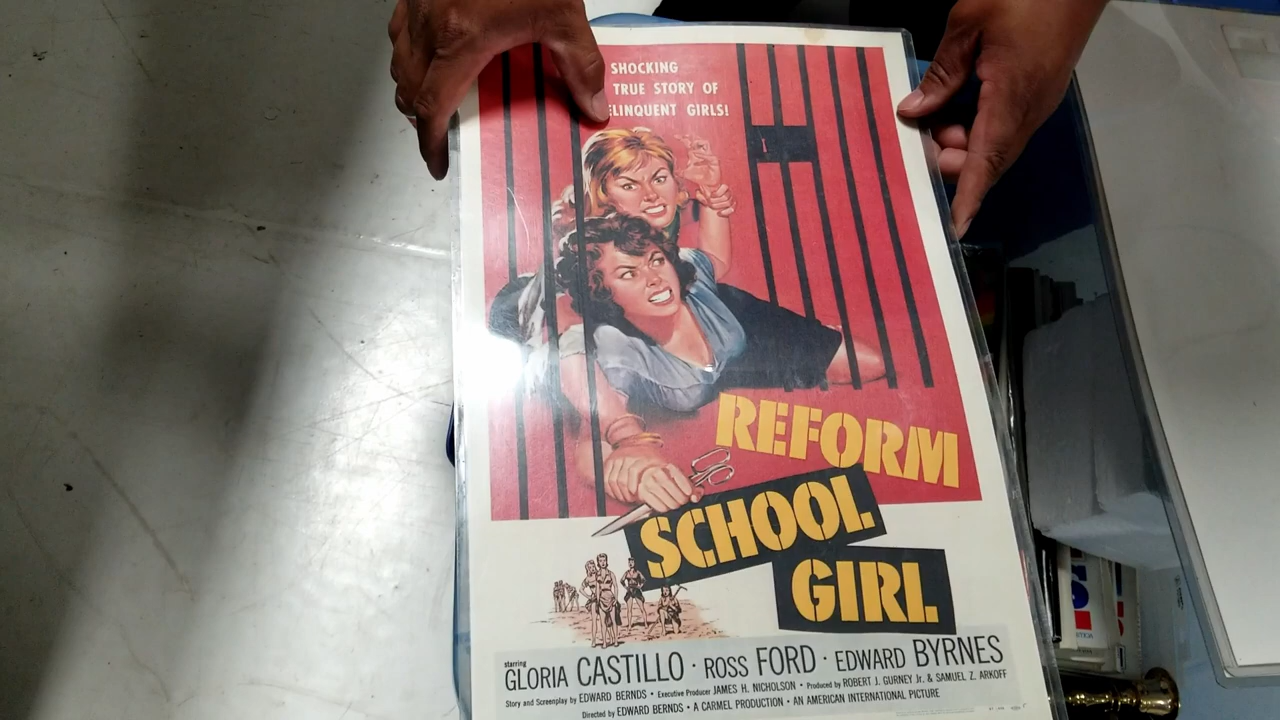 SHOCKING
TRUE STORY OF
ELINQUENT GIRLS!
REFORM
SCHOOL
GIRL
starring
GLORIA CASTILLO · ROSS FORD · EDWARD BYRNES
Story and Screenplay by EDWARD BERNDS · Executive Producer JAMES H. NICHOLSON · Produced by ROBERT J. GURNEY Jr. & SAMUEL Z. ARKOFF
Directed by EDWARD BERNDS · A CARMEL PRODUCTION · AN AMERICAN INTERNATIONAL PICTURE